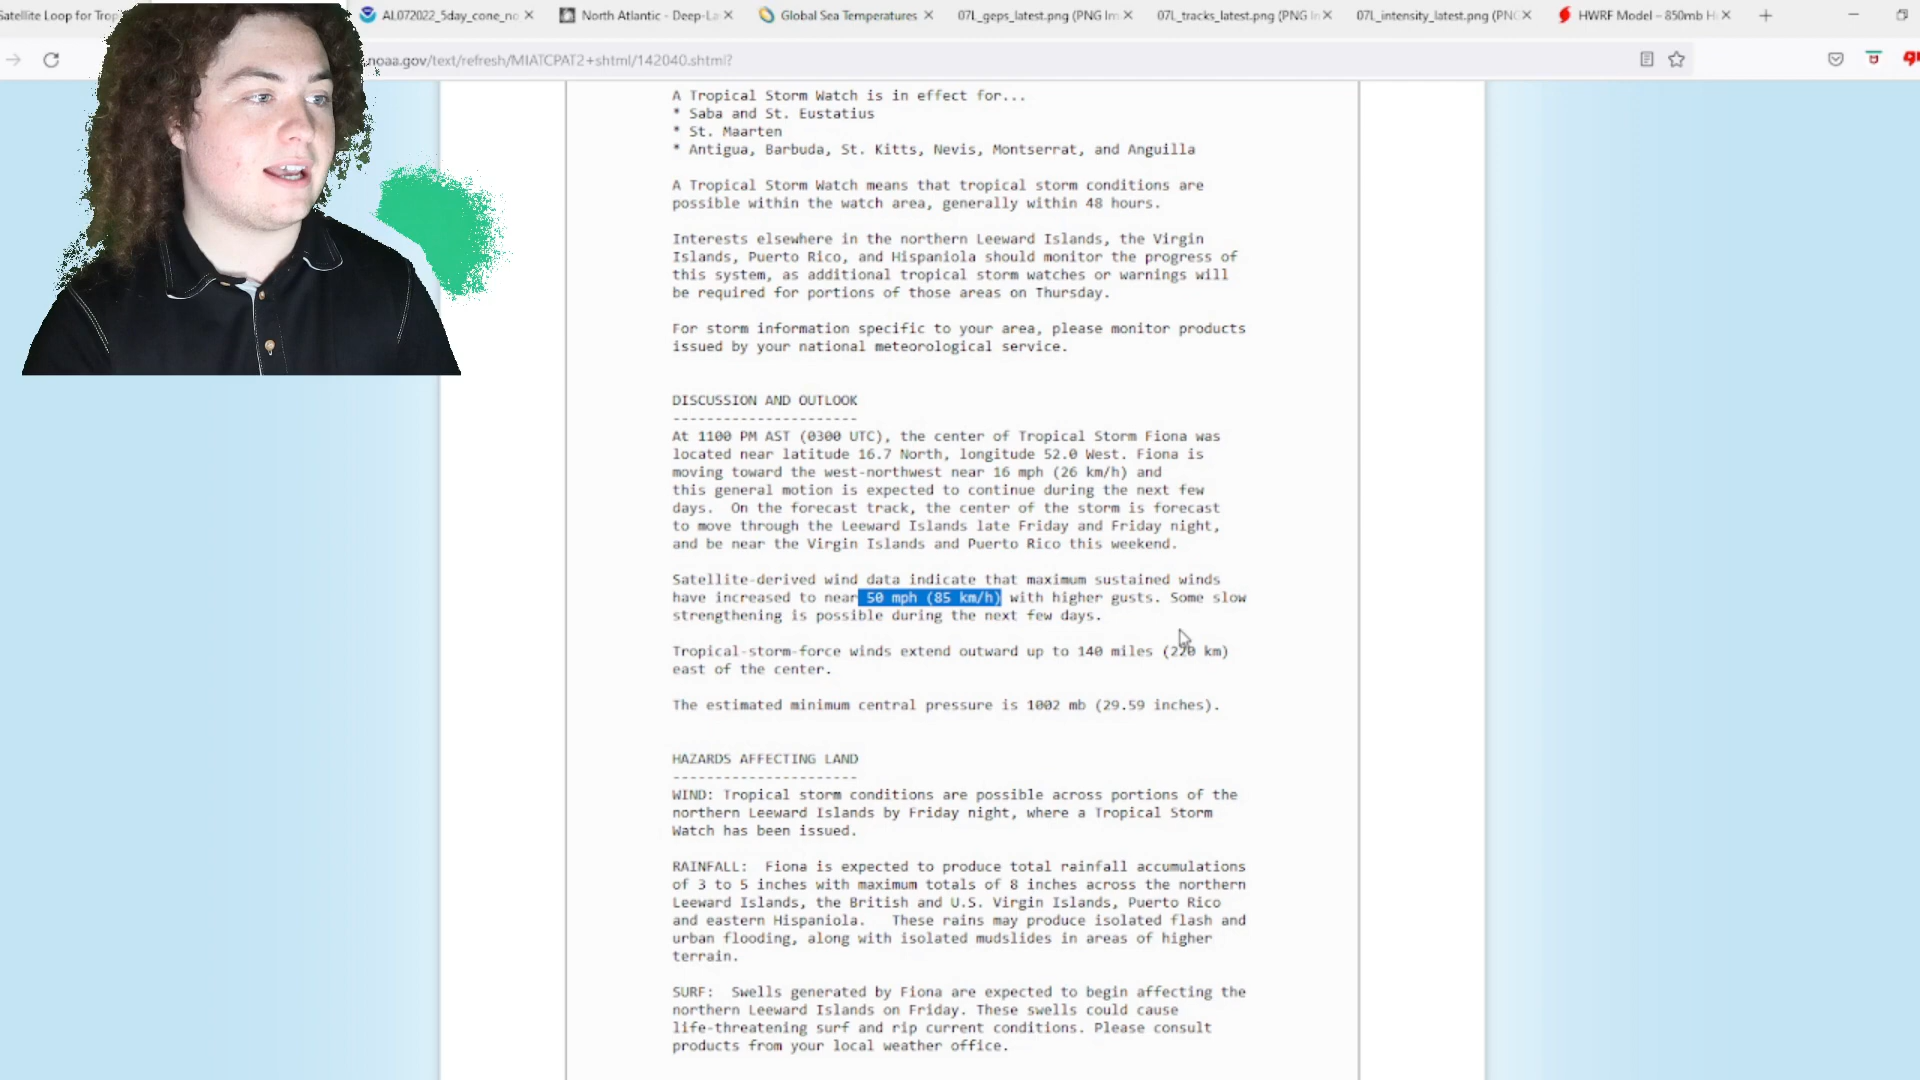 Satellite Loop for Trop
AL072022_5day_cone_no
North Atlantic - Deep-La
Global Sea Temperatures
07L_geps_latest.png (PNG Im
07L_tracks_latest.png (PNG In
07L_intensity_latest.png (PNG
HWRF Model – 850mb H
.noaa.gov/text/refresh/MIATCPAT2+shtml/142040.shtml?
A Tropical Storm Watch is in effect for...
* Saba and St. Eustatius
* St. Maarten
* Antigua, Barbuda, St. Kitts, Nevis, Montserrat, and Anguilla
A Tropical Storm Watch means that tropical storm conditions are
possible within the watch area, generally within 48 hours.
Interests elsewhere in the northern Leeward Islands, the Virgin
Islands, Puerto Rico, and Hispaniola should monitor the progress of
this system, as additional tropical storm watches or warnings will
be required for portions of those areas on Thursday.
For storm information specific to your area, please monitor products
issued by your national meteorological service.
DISCUSSION AND OUTLOOK
----------------------
At 1100 PM AST (0300 UTC), the center of Tropical Storm Fiona was
located near latitude 16.7 North, longitude 52.0 West. Fiona is
moving toward the west-northwest near 16 mph (26 km/h) and
this general motion is expected to continue during the next few
days.  On the forecast track, the center of the storm is forecast
to move through the Leeward Islands late Friday and Friday night,
and be near the Virgin Islands and Puerto Rico this weekend.
Satellite-derived wind data indicate that maximum sustained winds
have increased to near 50 mph (85 km/h) with higher gusts. Some slow
strengthening is possible during the next few days.
Tropical-storm-force winds extend outward up to 140 miles (220 km)
east of the center.
The estimated minimum central pressure is 1002 mb (29.59 inches).
HAZARDS AFFECTING LAND
----------------------
WIND: Tropical storm conditions are possible across portions of the
northern Leeward Islands by Friday night, where a Tropical Storm
Watch has been issued.
RAINFALL:  Fiona is expected to produce total rainfall accumulations
of 3 to 5 inches with maximum totals of 8 inches across the northern
Leeward Islands, the British and U.S. Virgin Islands, Puerto Rico
and eastern Hispaniola.   These rains may produce isolated flash and
urban flooding, along with isolated mudslides in areas of higher
terrain.
SURF:  Swells generated by Fiona are expected to begin affecting the
northern Leeward Islands on Friday. These swells could cause
life-threatening surf and rip current conditions. Please consult
products from your local weather office.